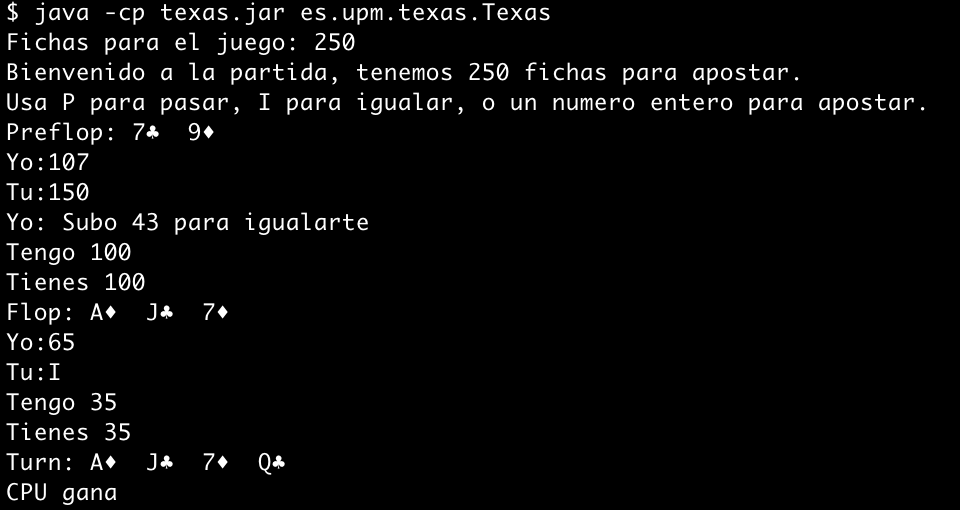 $ java -cp texas.jar es.upm.texas.Texas
Fichas para el juego: 250
Bienvenido a la partida, tenemos 250 fichas para apostar.
Usa P para pasar, I para igualar, o un numero entero para apostar.
Preflop: 7♣  9♦
Yo:107
Tu:150
Yo: Subo 43 para igualarte
Tengo 100
Tienes 100
Flop: A♦  J♣  7♦
Yo:65
Tu:I
Tengo 35
Tienes 35
Turn: A♦  J♣  7♦  Q♣
CPU gana